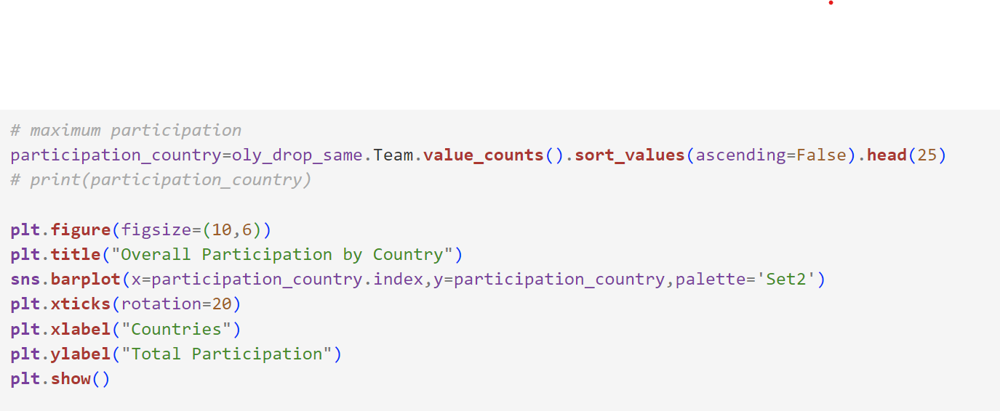 # maximum participation
participation_country=oly_drop_same.Team.value_counts().sort_values(ascending=False).head(25)
# print(participation_country)
plt.figure(figsize=(10,6))
plt.title("Overall Participation by Country")
sns.barplot(x=participation_country.index,y=participation_country,palette='Set2')
plt.xticks(rotation=20)
plt.xlabel("Countries")
plt.ylabel("Total Participation")
plt.show()